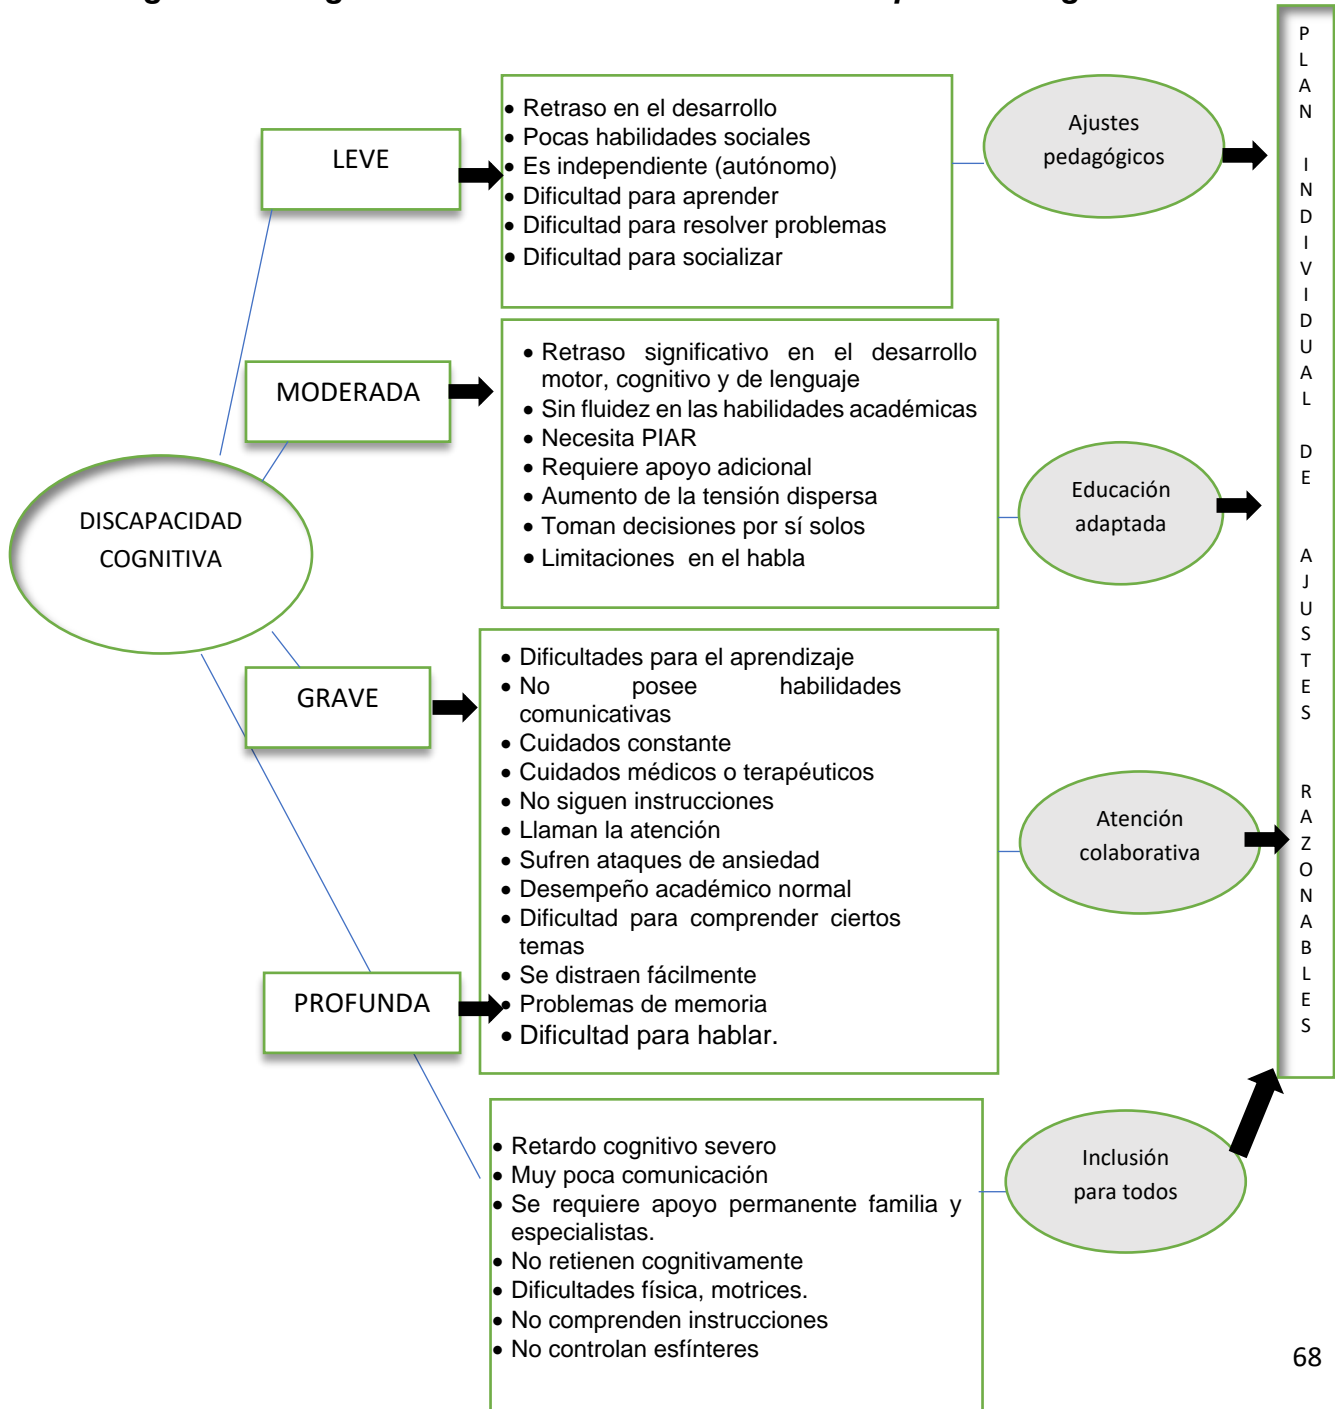 DISCAPACIDAD
COGNITIVA
LEVE
• Retraso en el desarrollo
• Pocas habilidades sociales
• Es independiente (autónomo)
• Dificultad para aprender
• Dificultad para resolver problemas
• Dificultad para socializar
Ajustes
pedagógicos
MODERADA
• Retraso significativo en el desarrollo
motor, cognitivo y de lenguaje
• Sin fluidez en las habilidades académicas
• Necesita PIAR
• Requiere apoyo adicional
• Aumento de la tensión dispersa
• Toman decisiones por sí solos
• Limitaciones en el habla
Educación
adaptada
GRAVE
• Dificultades para el aprendizaje
• No posee habilidades
comunicativas
• Cuidados constante
• Cuidados médicos o terapéuticos
• No siguen instrucciones
• Llaman la atención
• Sufren ataques de ansiedad
• Desempeño académico normal
• Dificultad para comprender ciertos
temas
• Se distraen fácilmente
• Problemas de memoria
• Dificultad para hablar.
Atención
colaborativa
PROFUNDA
• Retardo cognitivo severo
• Muy poca comunicación
• Se requiere apoyo permanente familia y
especialistas.
• No retienen cognitivamente
• Dificultades física, motrices.
• No comprenden instrucciones
• No controlan esfínteres
Inclusión
para todos
PLAN INDIVIDUAL DE AJUSTES RAZONABLES
68